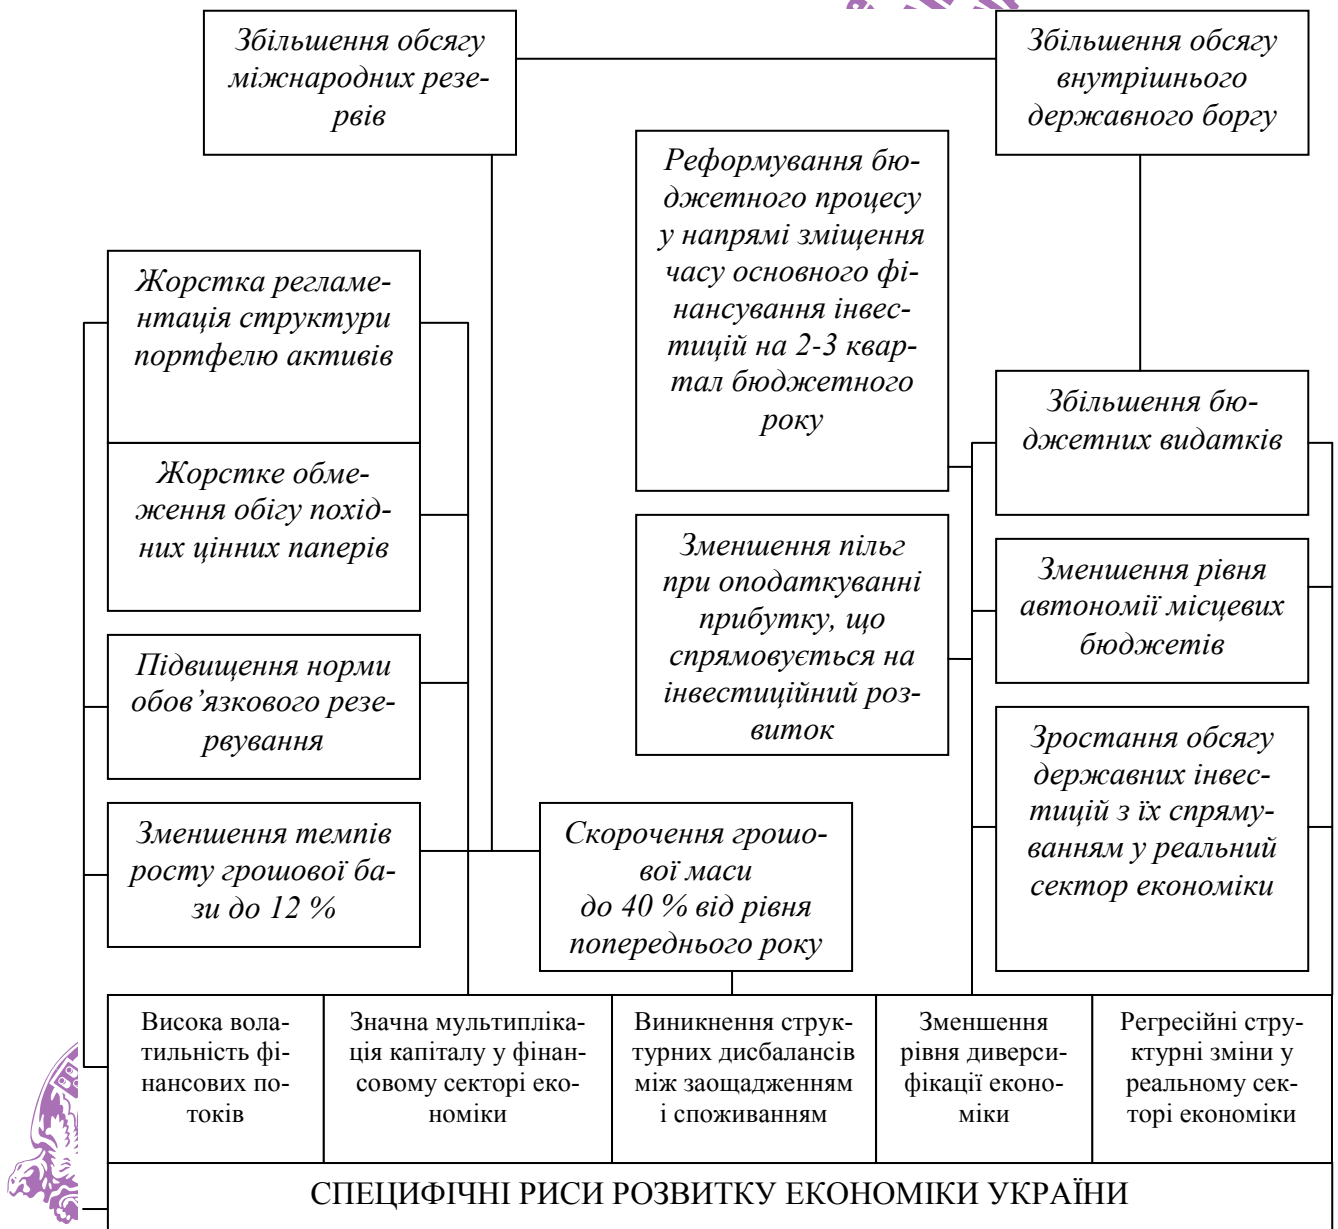 Збільшення обсягу
міжнародних резе-
рвів
Збільшення обсягу
внутрішнього
державного боргу
Реформування бю-
джетного процесу
у напрямі зміщення
часу основного фі-
нансування інвес-
тицій на 2-3 квар-
тал бюджетного
року
Жорстка регламе-
нтація структури
портфелю активів
Збільшення бю-
джетних видатків
Жорстке обме-
ження обігу похід-
них цінних паперів
Зменшення пільг
при оподаткуванні
прибутку, що
спрямовується на
інвестиційний роз-
виток
Зменшення рівня
автономії місцевих
бюджетів
Підвищення норми
обов’язкового резе-
рвування
Зростання обсягу
державних інвес-
тицій з їх спряму-
ванням у реальний
сектор економіки
Зменшення темпів
росту грошової ба-
зи до 12 %
Скорочення грошо-
вої маси
до 40 % від рівня
попереднього року
Висока вола-
тильність фі-
нансових по-
токів
Значна мультипліка-
ція капіталу у фінан-
совому секторі еко-
номіки
Виникнення струк-
турних дисбалансів
між заощадженням
і споживанням
Зменшення
рівня диверси-
фікації еконо-
міки
Регресійні стру-
ктурні зміни у
реальному сек-
торі економіки
СПЕЦИФІЧНІ РИСИ РОЗВИТКУ ЕКОНОМІКИ УКРАЇНИ